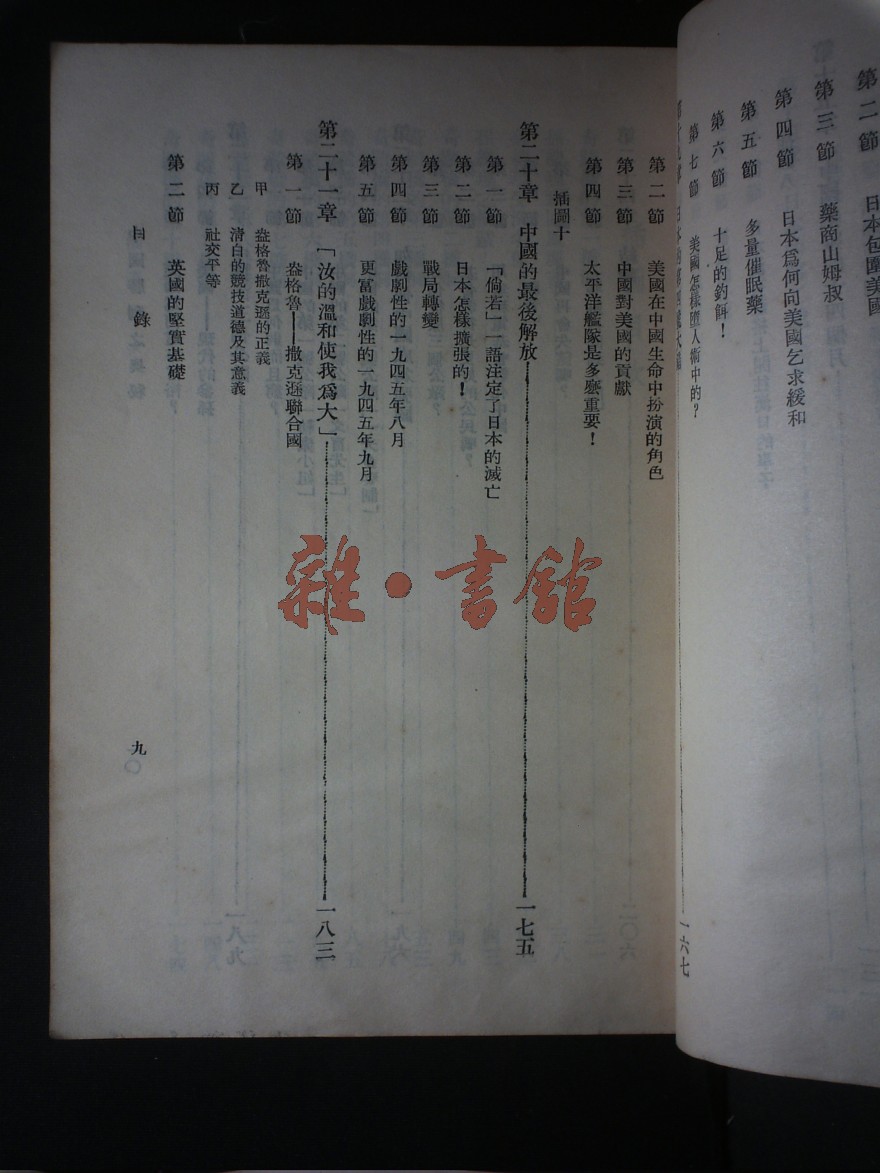 第二節 日本包圍美國
第三節 藥商山姆叔
第四節 日本爲何向美國乞求緩和
第五節 多量催眠藥
第六節 十足的釣餌！
第七節 美國怎樣墮人術中的？
一六七
第二節 美國在中國生命中扮演的角色
第三節 中國對美國的貢獻
第四節 太平洋艦隊是多麽重要！
插圖十
第二十章 中國的最後解放 一七五
第一節 「倘若」一語注定了日本的滅亡
第二節 日本怎樣擴張的！
第三節 戰局轉變
第四節 戲劇性的一九四五年八月
第五節 更富戲劇性的一九四五年九月
第二十一章 「汝的溫和使我爲大」 一八三
第一節 盎格魯——撒克遜聯合國
甲 盎格魯撒克遜的正義
乙 清白的競技道德及其意義
丙 社交平等
第二節 英國的堅實基礎
目錄 九
雜·書館